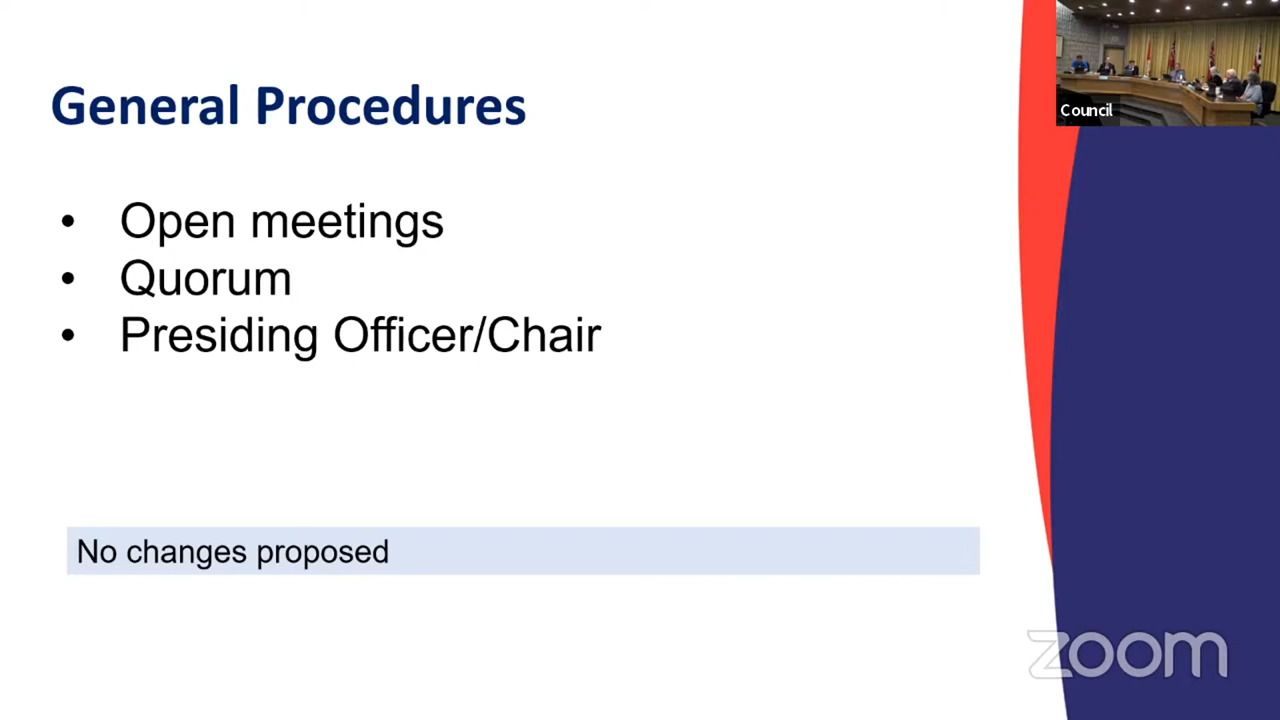 General Procedures
• Open meetings
• Quorum
• Presiding Officer/Chair
No changes proposed
Council
zoom